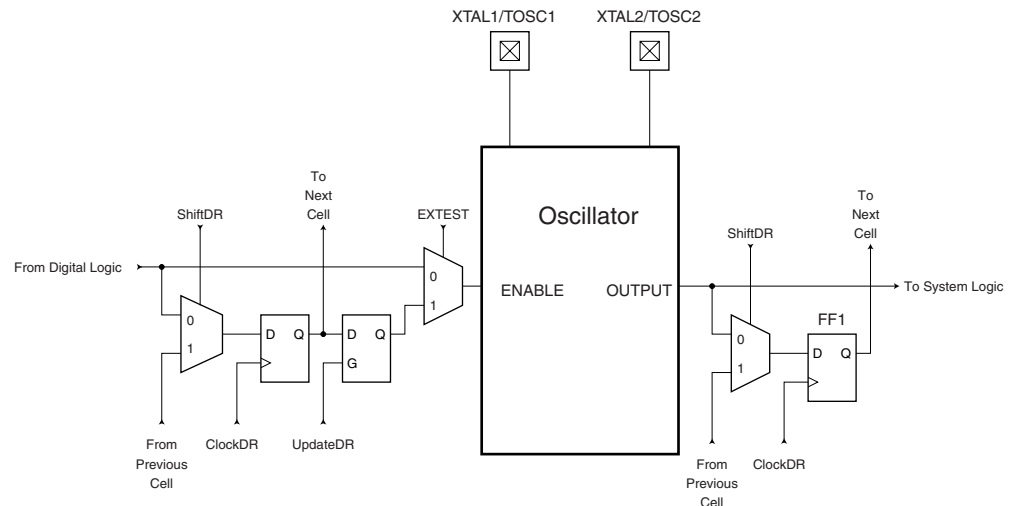 XTAL1/TOSC1
XTAL2/TOSC2
To
Next
Cell
ShiftDR
EXTEST
Oscillator
To
Next
Cell
ShiftDR
From Digital Logic
0
1
ENABLE
OUTPUT
To System Logic
0
1
D
Q
D
Q
G
FF1
0
1
D
Q
From
Previous
Cell
ClockDR
UpdateDR
From
Previous
Cell
ClockDR